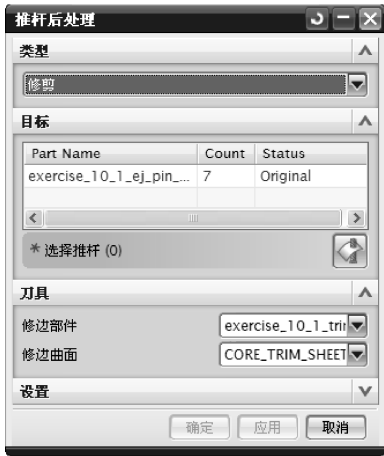 推杆后处理
类型
修剪
目标
Part Name Count Status
exercise_10_1_ej_pin_... 7 Original
* 选择推杆 (0)
刀具
修边部件 exercise_10_1_trir
修边曲面 CORE_TRIM_SHEET
设置
确定 应用 取消